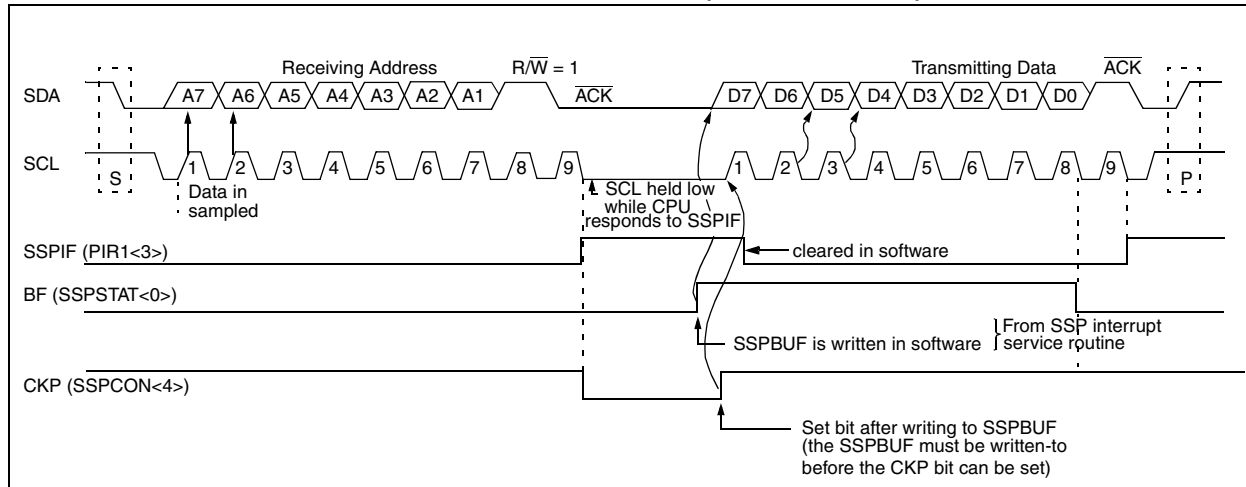 Receiving Address R/W = 1 Transmitting Data ACK
SDA A7 A6 A5 A4 A3 A2 A1 ACK D7 D6 D5 D4 D3 D2 D1 D0
SCL S 1 2 3 4 5 6 7 8 9 1 2 3 4 5 6 7 8 9 P
Data in
sampled
SCL held low
while CPU
responds to SSPIF
SSPIF (PIR1<3>)
cleared in software
BF (SSPSTAT<0>)
SSPBUF is written in software
From SSP interrupt
service routine
CKP (SSPCON<4>)
Set bit after writing to SSPBUF
(the SSPBUF must be written-to
before the CKP bit can be set)